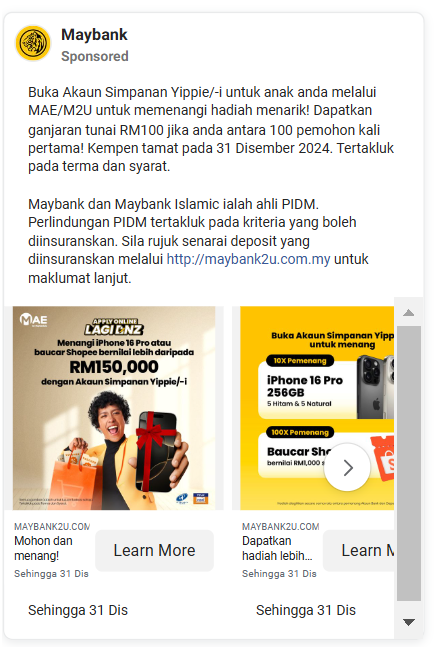 Maybank
Sponsored
Buka Akaun Simpanan Yippie/-i untuk anak anda melalui
MAE/M2U untuk memenangi hadiah menarik! Dapatkan
ganjaran tunai RM100 jika anda antara 100 pemohon kali
pertama! Kempen tamat pada 31 Disember 2024. Tertakluk
pada terma dan syarat.
Maybank dan Maybank Islamic ialah ahli PIDM.
Perlindungan PIDM tertakluk pada kriteria yang boleh
diinsuranskan. Sila rujuk senarai deposit yang
diinsuranskan melalui http://maybank2u.com.my untuk
maklumat lanjut.
MAE
APPLY ONLINE
LAGI BNZ
Menangi iPhone 16 Pro atau
baucar Shopee bernilai lebih daripada
RM150,000
dengan Akaun Simpanan Yippie/-i
Buka Akaun Simpanan Yipp
untuk menang
10X Pemenang
iPhone 16 Pro
256GB
5 Hitam & 5 Natural
100X Pemenang
Baucar Sho
bernilai RM1,000 s
MAYBANK2U.COM
Mohon dan
menang!
Sehingga 31 Dis
Learn More
MAYBANK2U.COM
Dapatkan
hadiah lebih...
Sehingga 31 Dis
Learn M
Sehingga 31 Dis
Sehingga 31 Dis